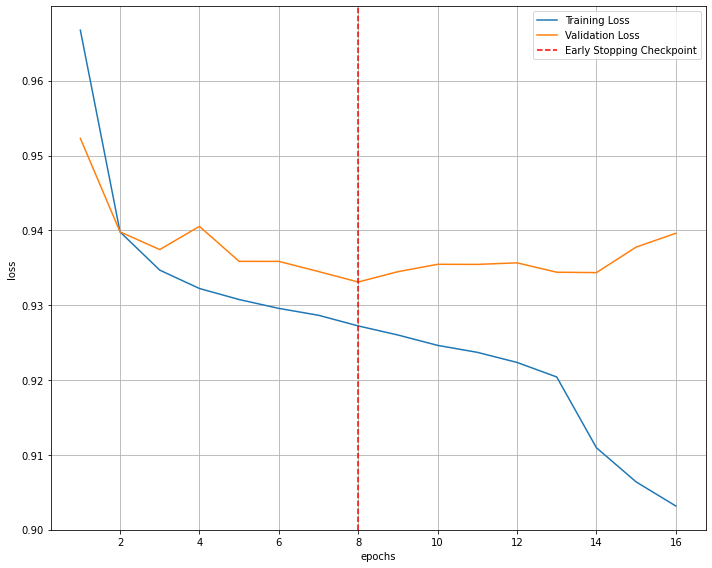 Training Loss
Validation Loss
Early Stopping Checkpoint
0.96
0.95
0.94
0.93
0.92
0.91
0.90
loss
2 4 6 8 10 12 14 16
epochs